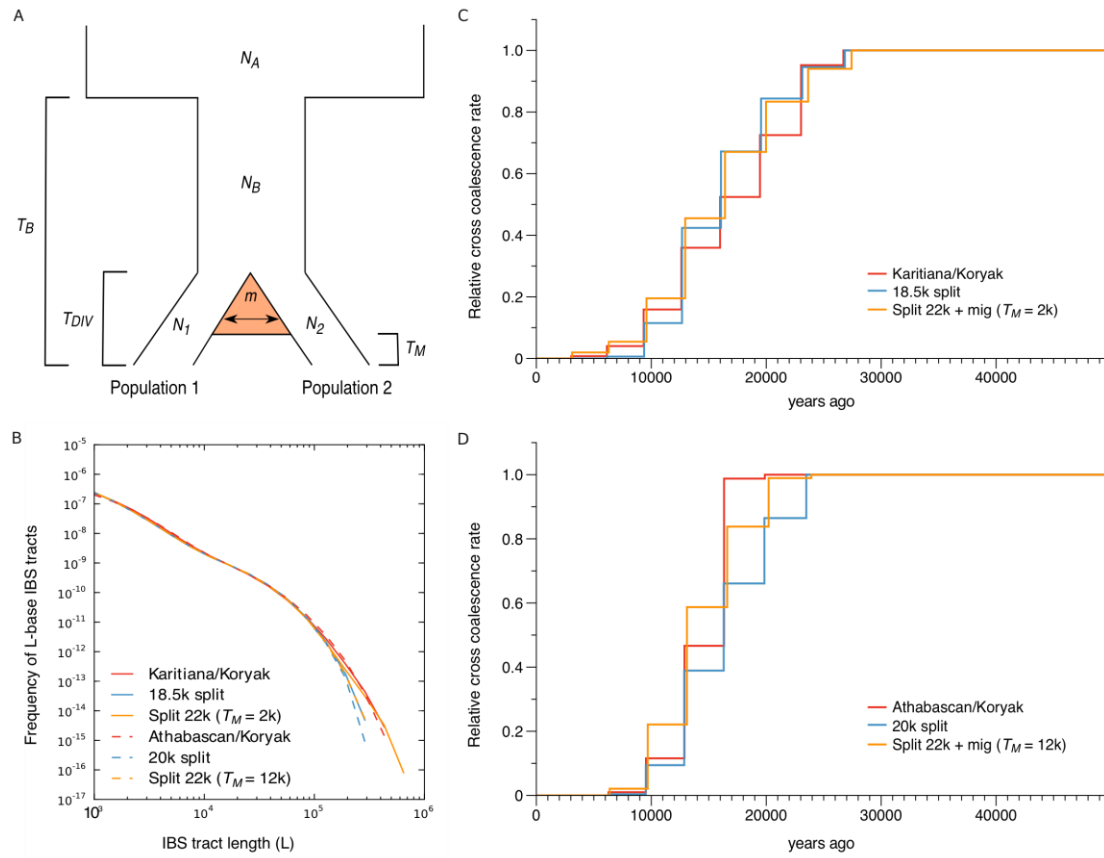 A
N_A
T_B
N_B
T_DIV
m
N_1
N_2
T_M
Population 1
Population 2
B
10^-5
10^-6
10^-7
10^-8
10^-9
10^-10
10^-11
10^-12
10^-13
10^-14
10^-15
10^-16
10^-17
Frequency of L-base IBS tracts
Karitiana/Koryak
18.5k split
Split 22k (T_M = 2k)
Athabascan/Koryak
20k split
Split 22k (T_M = 12k)
10^3 10^4 10^5 10^6
IBS tract length (L)
C
1.0
0.8
0.6
0.4
0.2
0
Relative cross coalescence rate
Karitiana/Koryak
18.5k split
Split 22k + mig (T_M = 2k)
0 10000 20000 30000 40000
years ago
D
1.0
0.8
0.6
0.4
0.2
0
Relative cross coalescence rate
Athabascan/Koryak
20k split
Split 22k + mig (T_M = 12k)
0 10000 20000 30000 40000
years ago